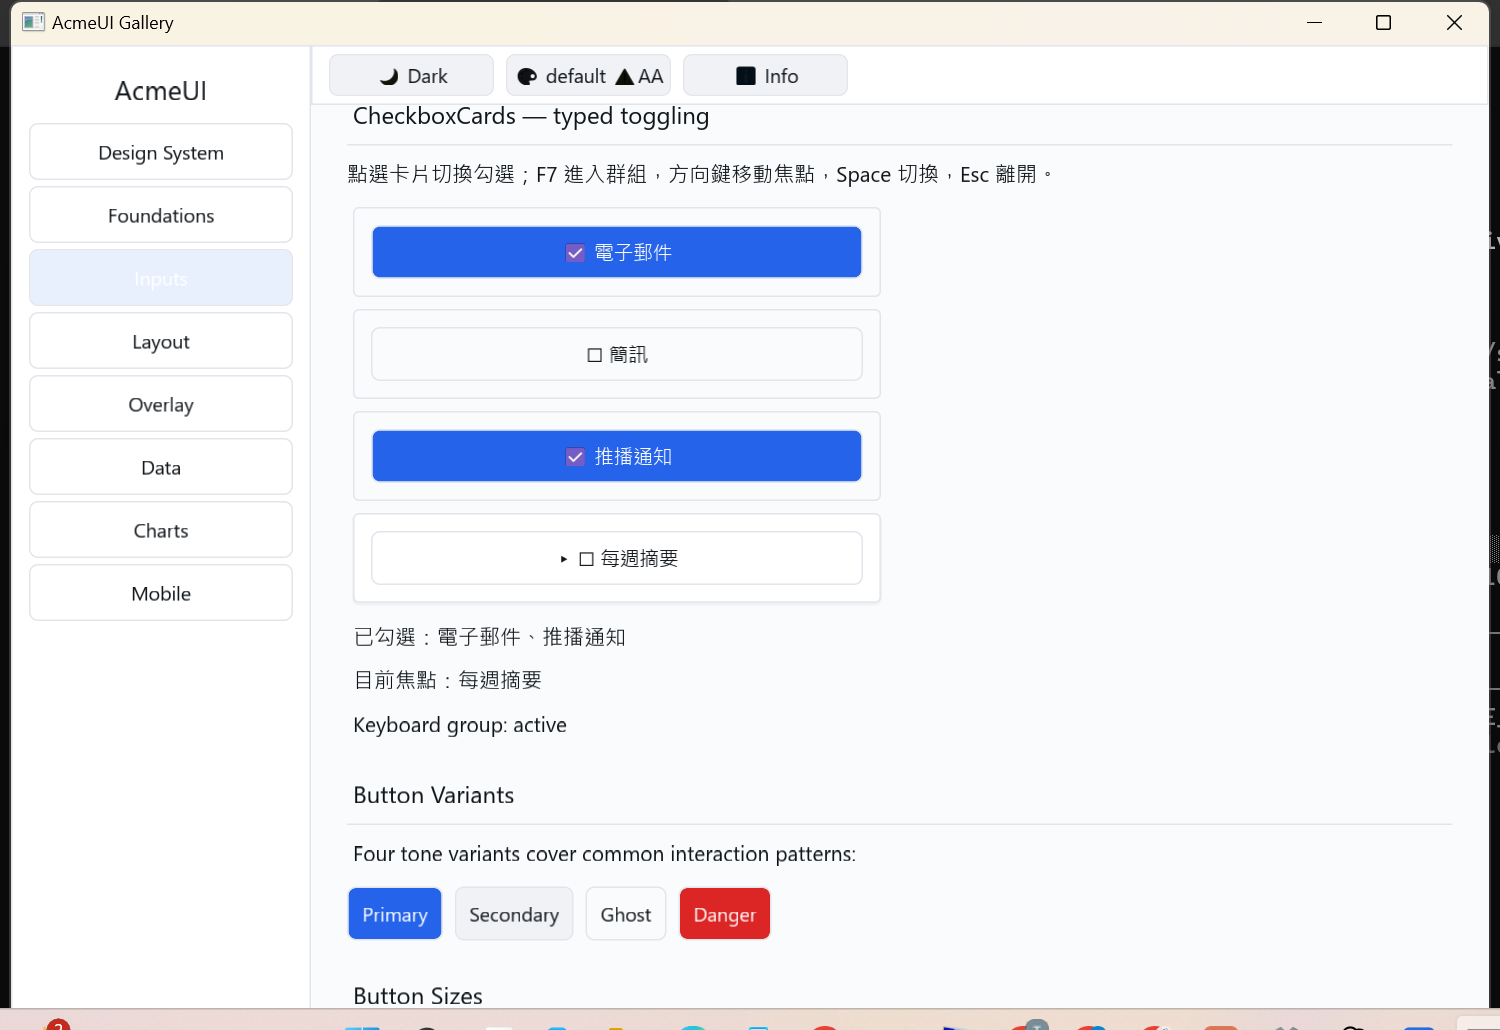 AcmeUI Gallery
AcmeUI
Design System
Foundations
Inputs
Layout
Overlay
Data
Charts
Mobile
Dark
default ▲ AA
Info
CheckboxCards — typed toggling
點選卡片切換勾選；F7 進入群組，方向鍵移動焦點，Space 切換，Esc 離開。
☑ 電子郵件
☐ 簡訊
☑ 推播通知
▸ ☐ 每週摘要
已勾選：電子郵件、推播通知
目前焦點：每週摘要
Keyboard group: active
Button Variants
Four tone variants cover common interaction patterns:
Primary
Secondary
Ghost
Danger
Button Sizes